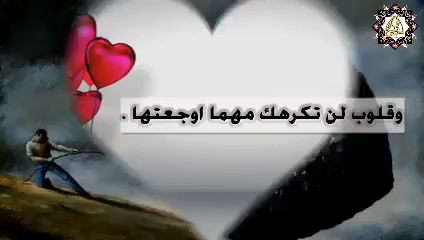 وقلوب لن تكرهك مهما اوجعتها .